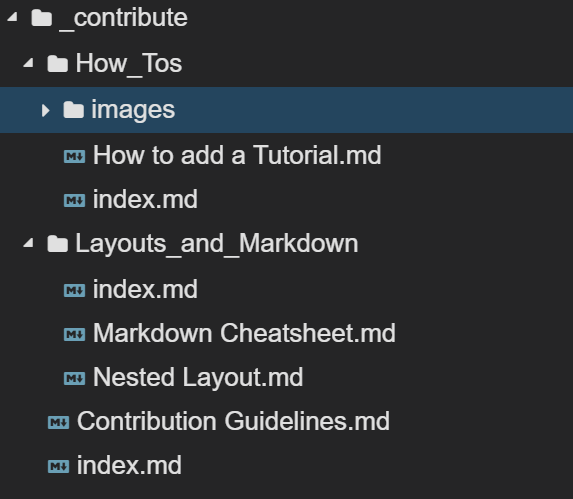 _contribute
How_Tos
images
M How to add a Tutorial.md
M index.md
Layouts_and_Markdown
M index.md
M Markdown Cheatsheet.md
M Nested Layout.md
M Contribution Guidelines.md
M index.md